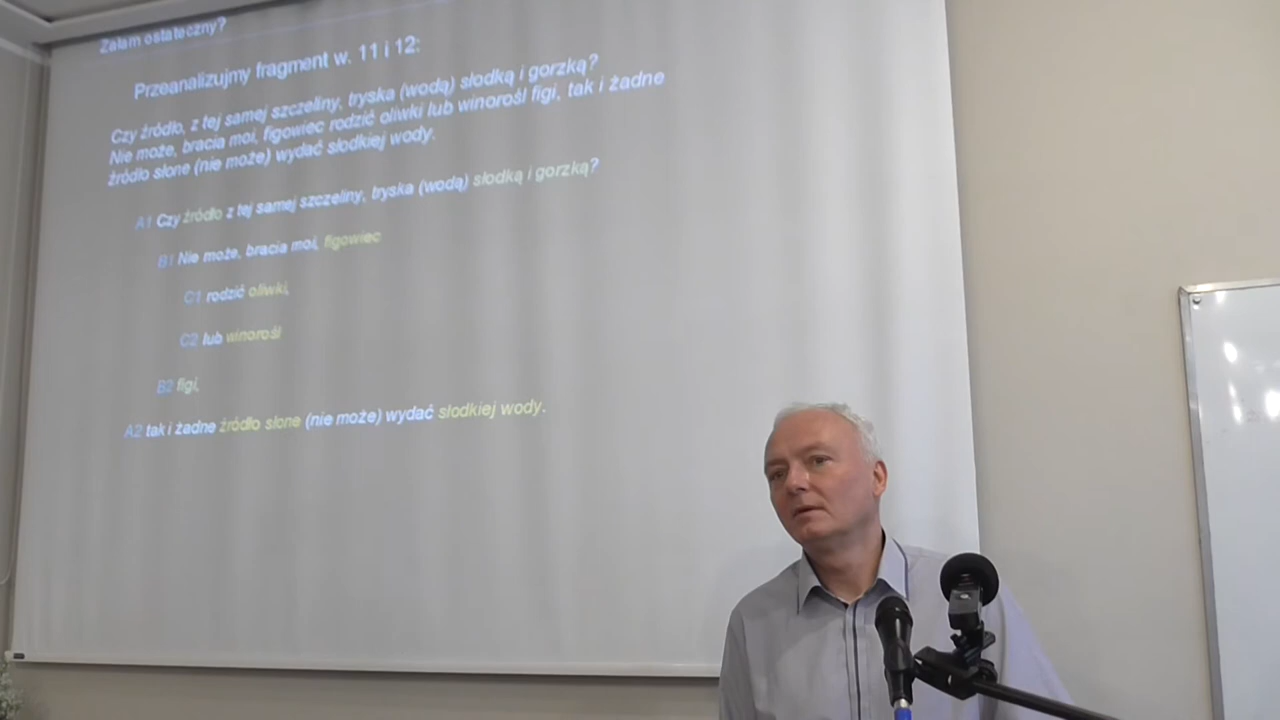 Załam ostateczny?
Przeanalizujmy fragment w. 11 i 12:
Czy źródło, z tej samej szczeliny, tryska (wodą) słodką i gorzką?
Nie może, bracia moi, figowiec rodzić oliwki lub winorośl figi, tak i żadne
źródło słone (nie może) wydać słodkiej wody.
A1 Czy źródło z tej samej szczeliny, tryska (wodą) słodką i gorzką?
B1 Nie może, bracia moi, figowiec
C1 rodzić oliwki,
C2 lub winorośl
B2 figi,
A2 tak i żadne źródło słone (nie może) wydać słodkiej wody.